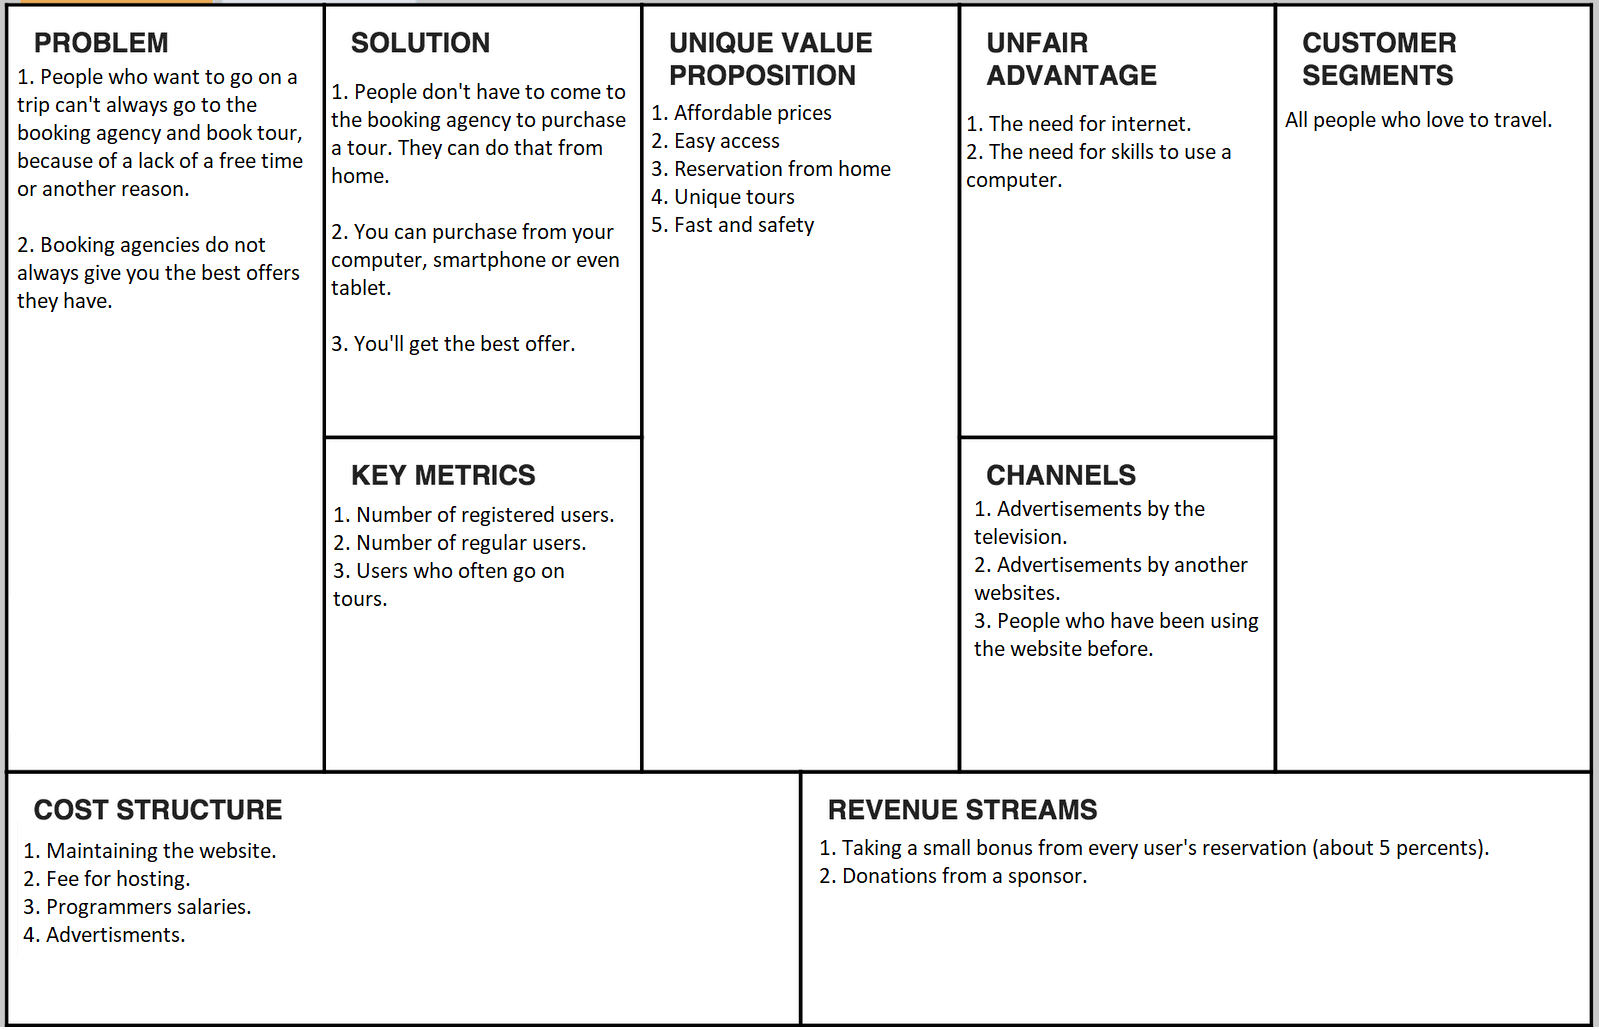 PROBLEM
1. People who want to go on a
trip can't always go to the
booking agency and book tour,
because of a lack of a free time
or another reason.
2. Booking agencies do not
always give you the best offers
they have.
SOLUTION
1. People don't have to come to
the booking agency to purchase
a tour. They can do that from
home.
2. You can purchase from your
computer, smartphone or even
tablet.
3. You'll get the best offer.
KEY METRICS
1. Number of registered users.
2. Number of regular users.
3. Users who often go on
tours.
UNIQUE VALUE
PROPOSITION
1. Affordable prices
2. Easy access
3. Reservation from home
4. Unique tours
5. Fast and safety
UNFAIR
ADVANTAGE
1. The need for internet.
2. The need for skills to use a
computer.
CHANNELS
1. Advertisements by the
television.
2. Advertisements by another
websites.
3. People who have been using
the website before.
CUSTOMER
SEGMENTS
All people who love to travel.
COST STRUCTURE
1. Maintaining the website.
2. Fee for hosting.
3. Programmers salaries.
4. Advertisments.
REVENUE STREAMS
1. Taking a small bonus from every user's reservation (about 5 percents).
2. Donations from a sponsor.